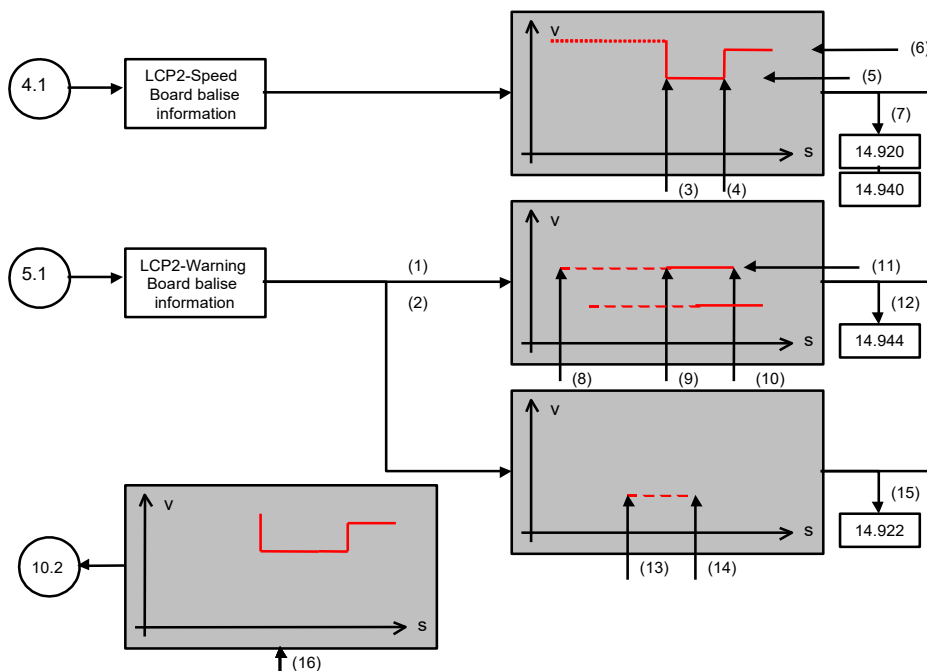 V
(6)
4.1
LCP2-Speed
Board balise
information
(5)
(7)
14.920
S
14.940
(3)
(4)
V
5.1
LCP2-Warning
Board balise
information
(1)
(2)
(11)
(12)
S
14.944
(8)
(9)
(10)
V
(15)
14.922
S
(13)
(14)
V
10.2
S
(16)